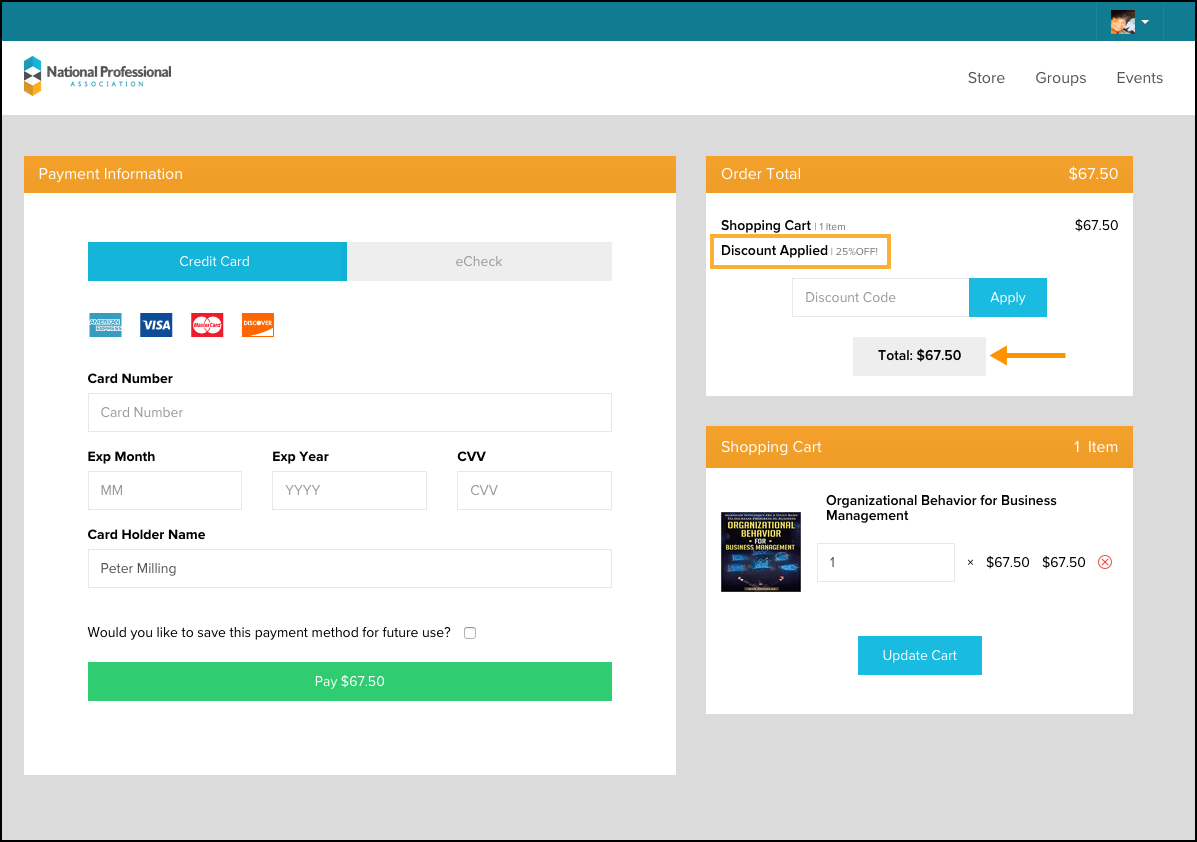 National Professional
ASSOCIATION
Store Groups Events
Payment Information
Credit Card eCheck
AMERICAN
EXPRESS
VISA
MasterCard
DISCOVER
Card Number
Card Number
Exp Month Exp Year CVV
MM YYYY CVV
Card Holder Name
Peter Milling
Would you like to save this payment method for future use?
Pay $67.50
Order Total $67.50
Shopping Cart | 1 Item $67.50
Discount Applied | 25%OFF!
Discount Code Apply
Total: $67.50
Shopping Cart 1 Item
Organizational Behavior for Business
Management
ORGANIZATIONAL
BEHAVIOR
FOR
BUSINESS MANAGEMENT
1 × $67.50 $67.50
Update Cart